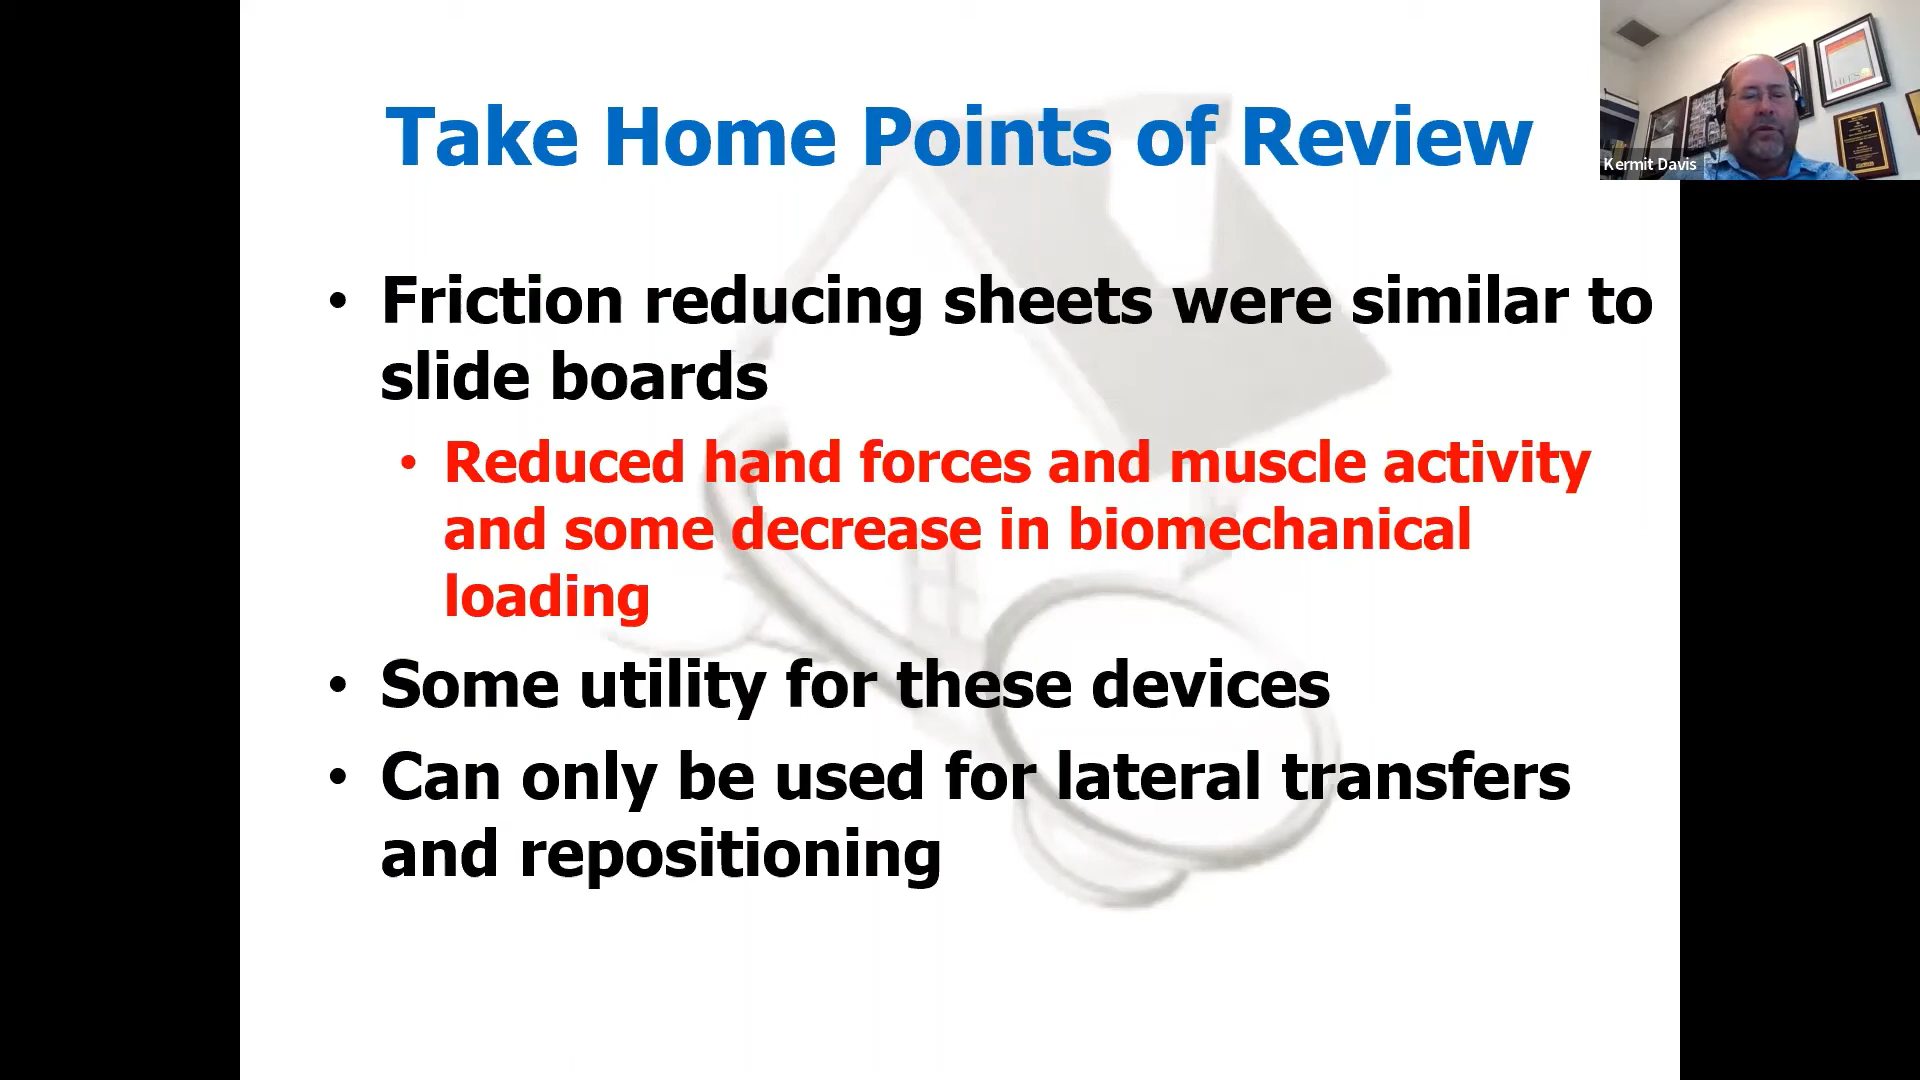 Take Home Points of Review
Kermit Davis
• Friction reducing sheets were similar to
slide boards
• Reduced hand forces and muscle activity
and some decrease in biomechanical
loading
• Some utility for these devices
• Can only be used for lateral transfers
and repositioning